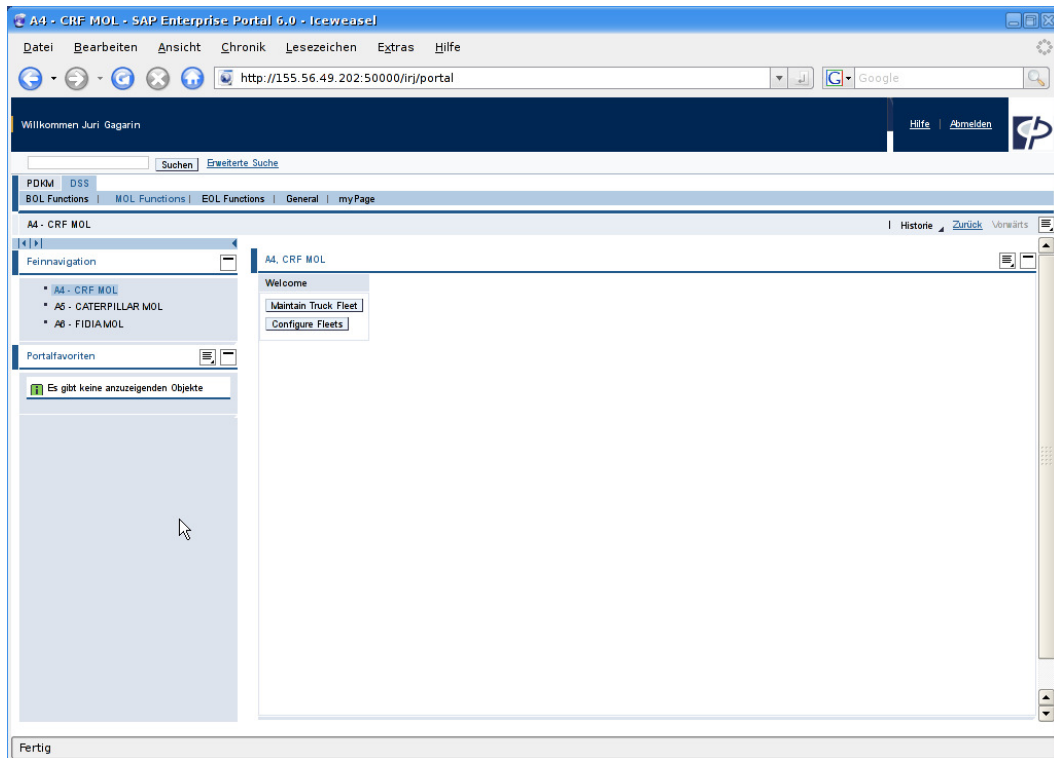 A4 - CRF MOL - SAP Enterprise Portal 6.0 - Iceweasel
Datei Bearbeiten Ansicht Chronik Lesezeichen Extras Hilfe
http://155.56.49.202:50000/irj/portal Google
Willkommen Juri Gagarin Hilfe | Abmelden
Suchen Erweiterte Suche
PDKM DSS
BOL Functions | MOL Functions | EOL Functions | General | myPage
A4 - CRF MOL | Historie Zurück Vorwärts
Feinnavigation
A4 - CRF MOL
A5 - CATERPILLAR MOL
A6 - FIDIA MOL
Portalfavoriten
Es gibt keine anzuzeigenden Objekte
A4, CRF MOL
Welcome
Maintain Truck Fleet
Configure Fleets
Fertig